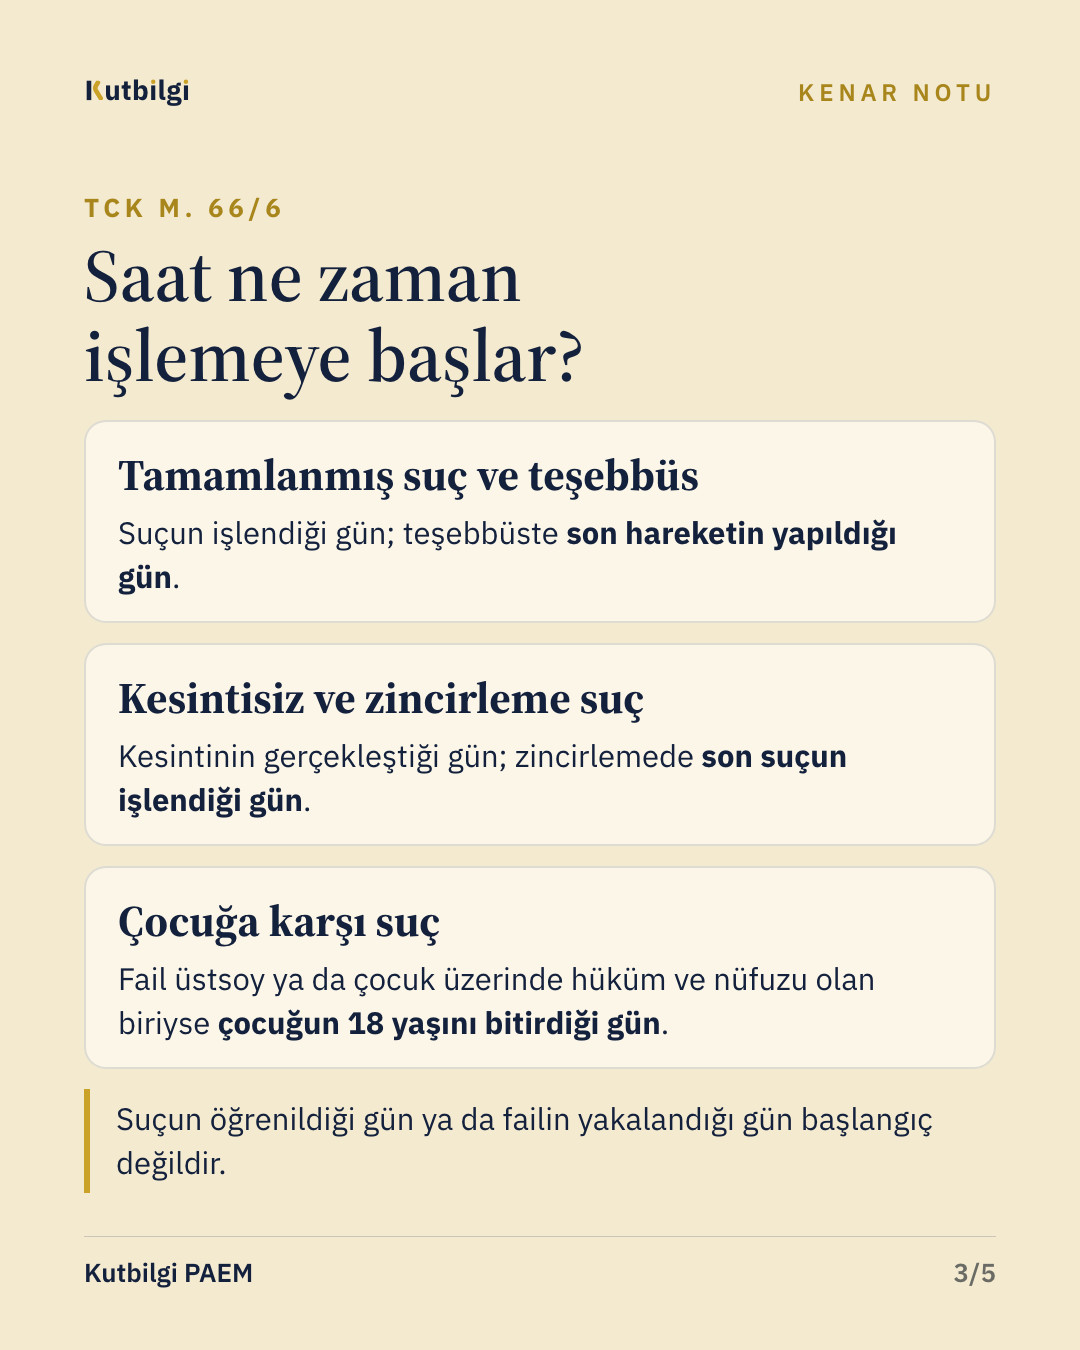 Kutbilgi
KENAR NOTU
TCK M. 66/6
Saat ne zaman
işlemeye başlar?
Tamamlanmış suç ve teşebbüs
Suçun işlendiği gün; teşebbüste son hareketin yapıldığı
gün.
Kesintisiz ve zincirleme suç
Kesintinin gerçekleştiği gün; zincirlemede son suçun
işlendiği gün.
Çocuğa karşı suç
Fail üstsoy ya da çocuk üzerinde hüküm ve nüfuzu olan
biriyse çocuğun 18 yaşını bitirdiği gün.
Suçun öğrenildiği gün ya da failin yakalandığı gün başlangıç
değildir.
Kutbilgi PAEM
3/5